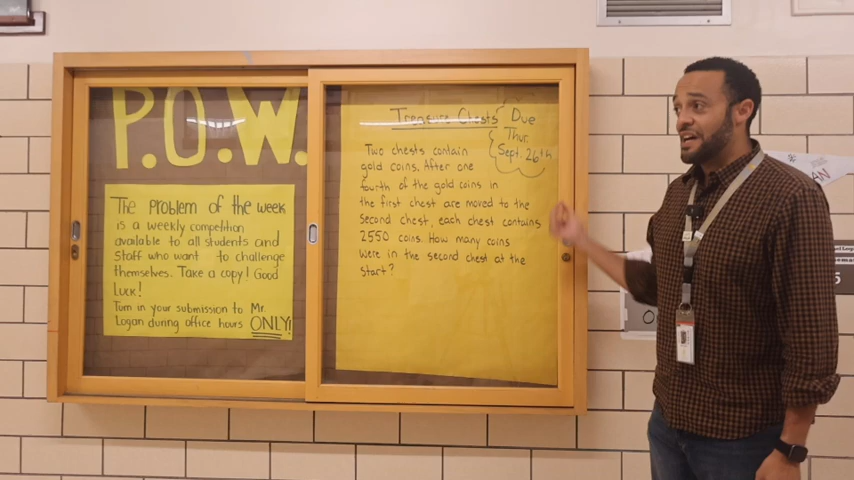 P.O.W.
The problem of the week
is a weekly competition
available to all students and
staff who want to challenge
themselves. Take a copy! Good
Luck!
Turn in your submission to Mr.
Logan during office hours ONLY!
Treasure Chests
Due
Thur.
Sept. 26th
Two chests contain
gold coins. After one
fourth of the gold coins in
the first chest are moved to the
second chest, each chest contains
2550 coins. How many coins
were in the second chest at the
start?